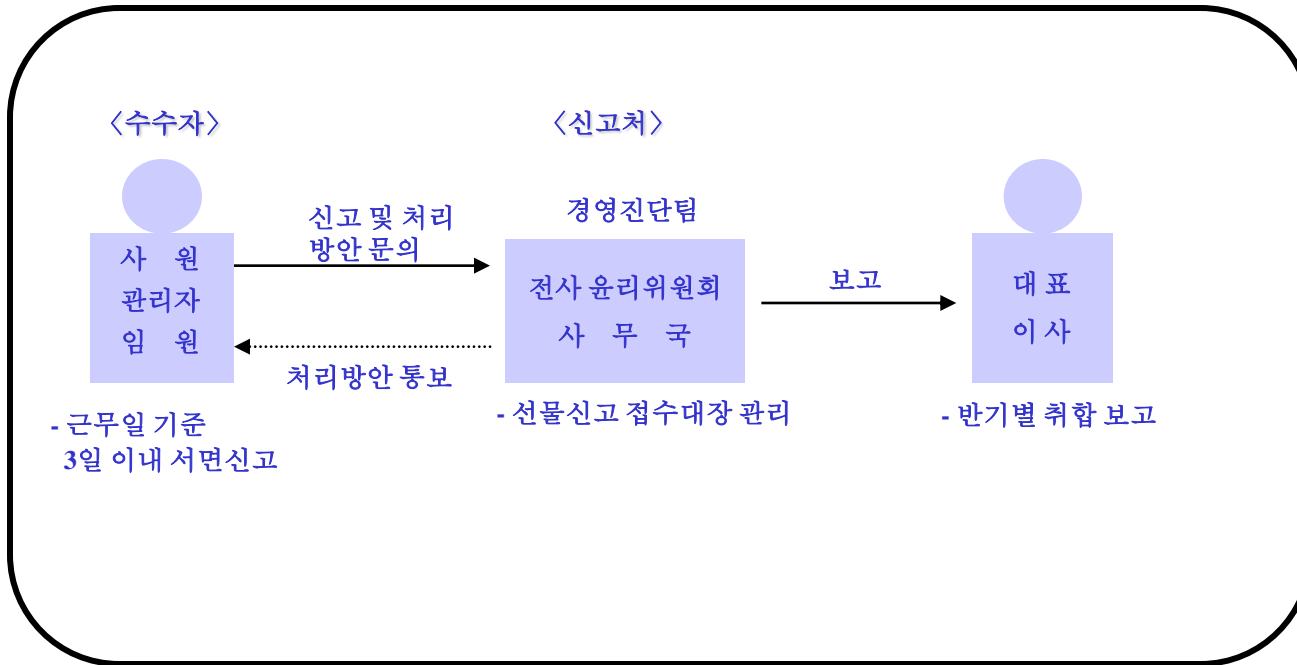 〈수수자〉
〈신고처〉
경영진단팀
신고 및 처리
방안 문의
사 원
관리자
임 원
전사 윤리위원회
사 무 국
보고
대 표
이 사
처리방안 통보
- 근무일 기준
3일 이내 서면신고
- 선물신고 접수대장 관리
- 반기별 취합 보고